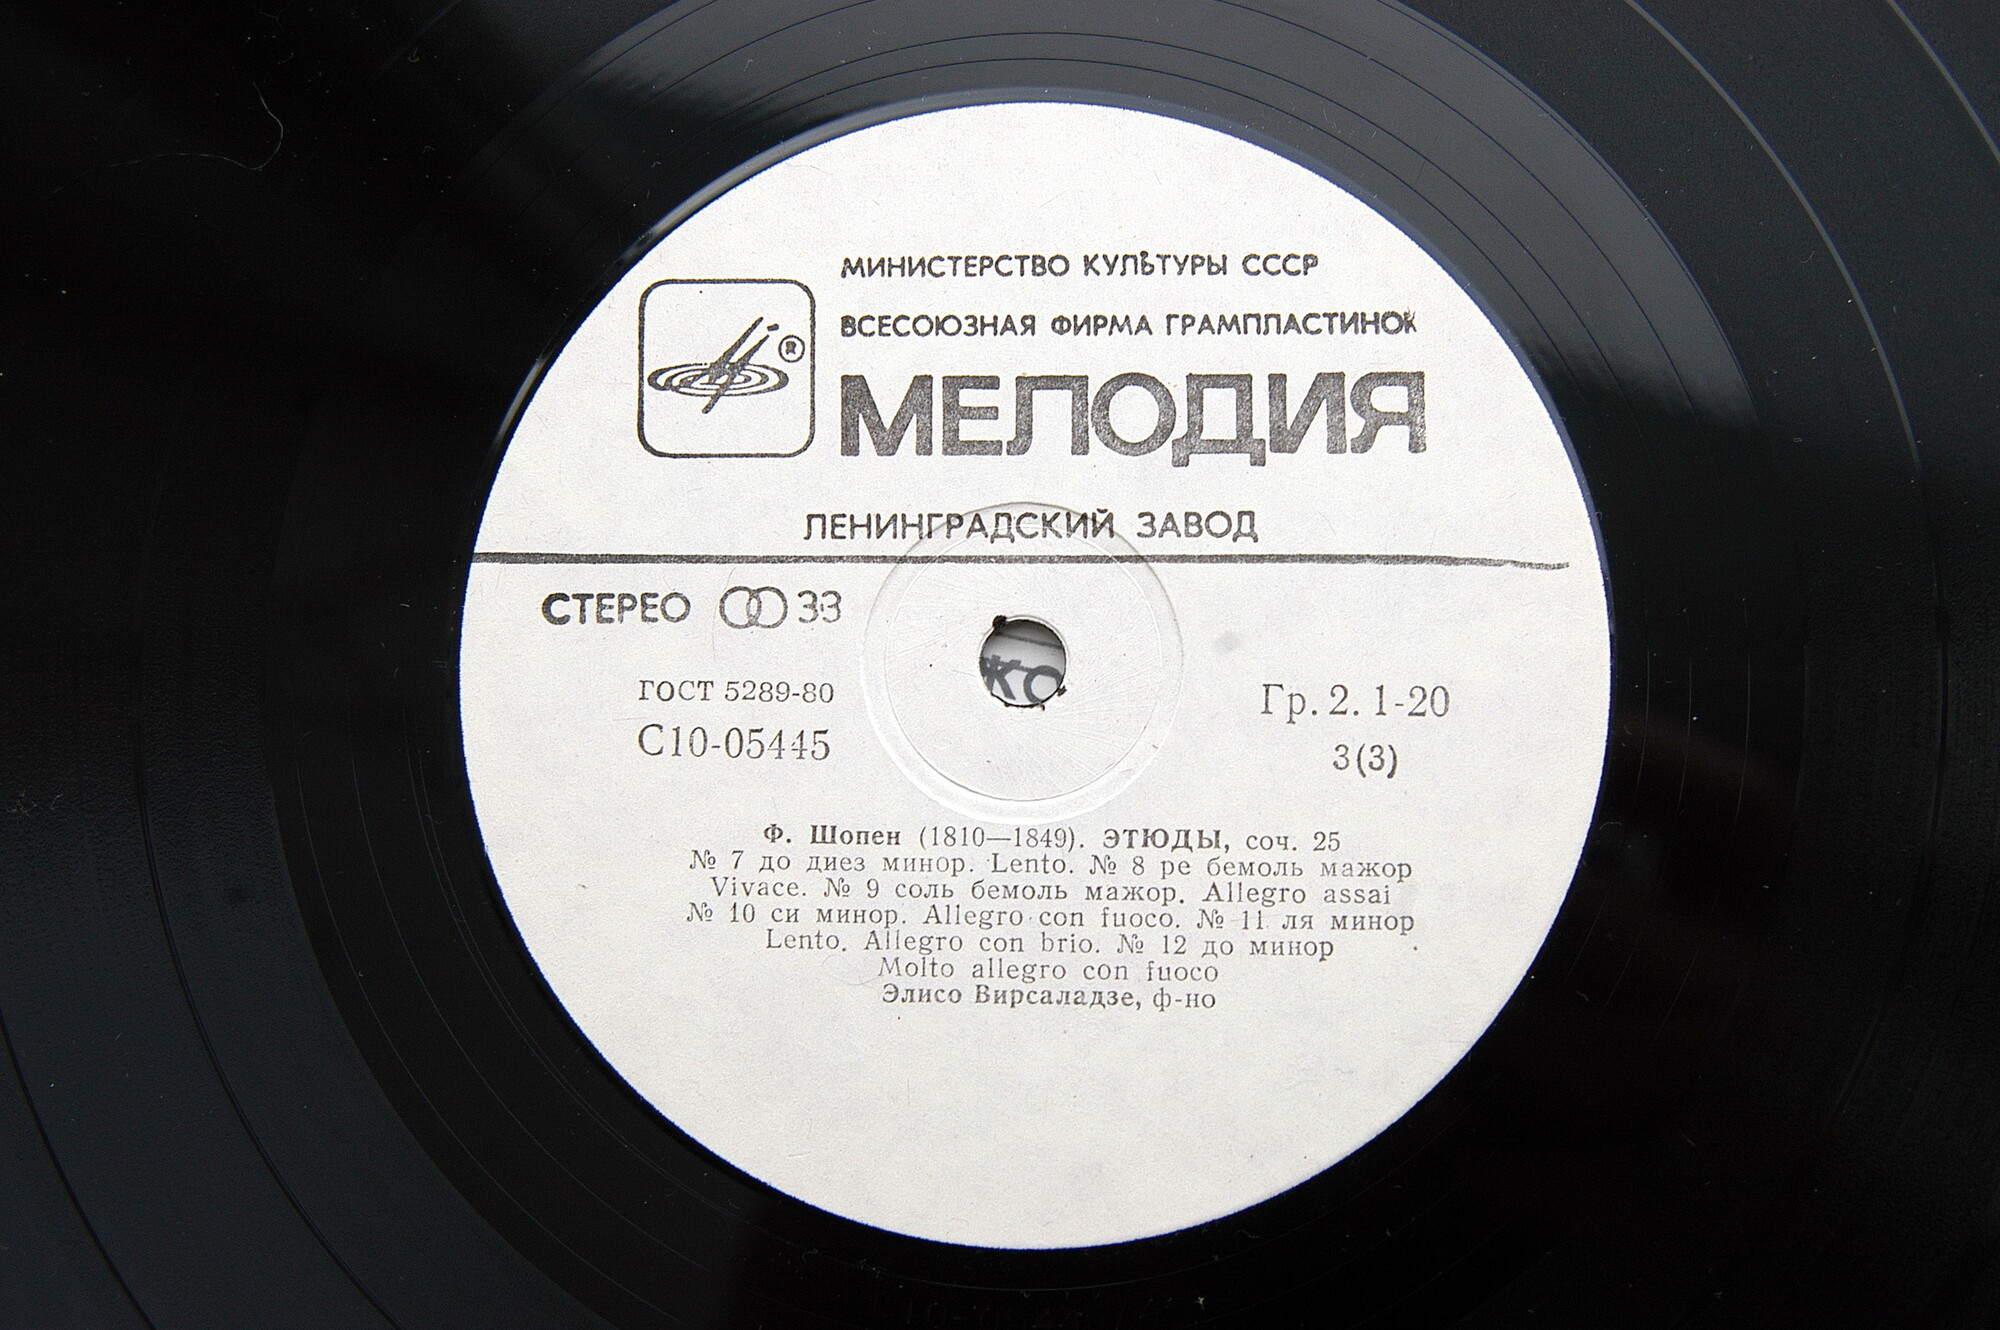 МИНИСТЕРСТВО КУЛЬТУРЫ СССР
ВСЕСОЮЗНАЯ ФИРМА ГРАМПЛАСТИНОК
®
МЕЛОДИЯ
ЛЕНИНГРАДСКИЙ ЗАВОД
СТЕРЕО 33
ГОСТ 5289-80
Гр. 2. 1-20
С10-05445
3(3)
Ф. Шопен (1810—1849). ЭТЮДЫ, соч. 25
№ 7 до диез минор. Lento. № 8 ре бемоль мажор
Vivace. № 9 соль бемоль мажор. Allegro assai
№ 10 си минор. Allegro con fuoco. № 11 ля минор
Lento. Allegro con brio. № 12 до минор
Molto allegro con fuoco
Элисо Вирсаладзе, ф-но